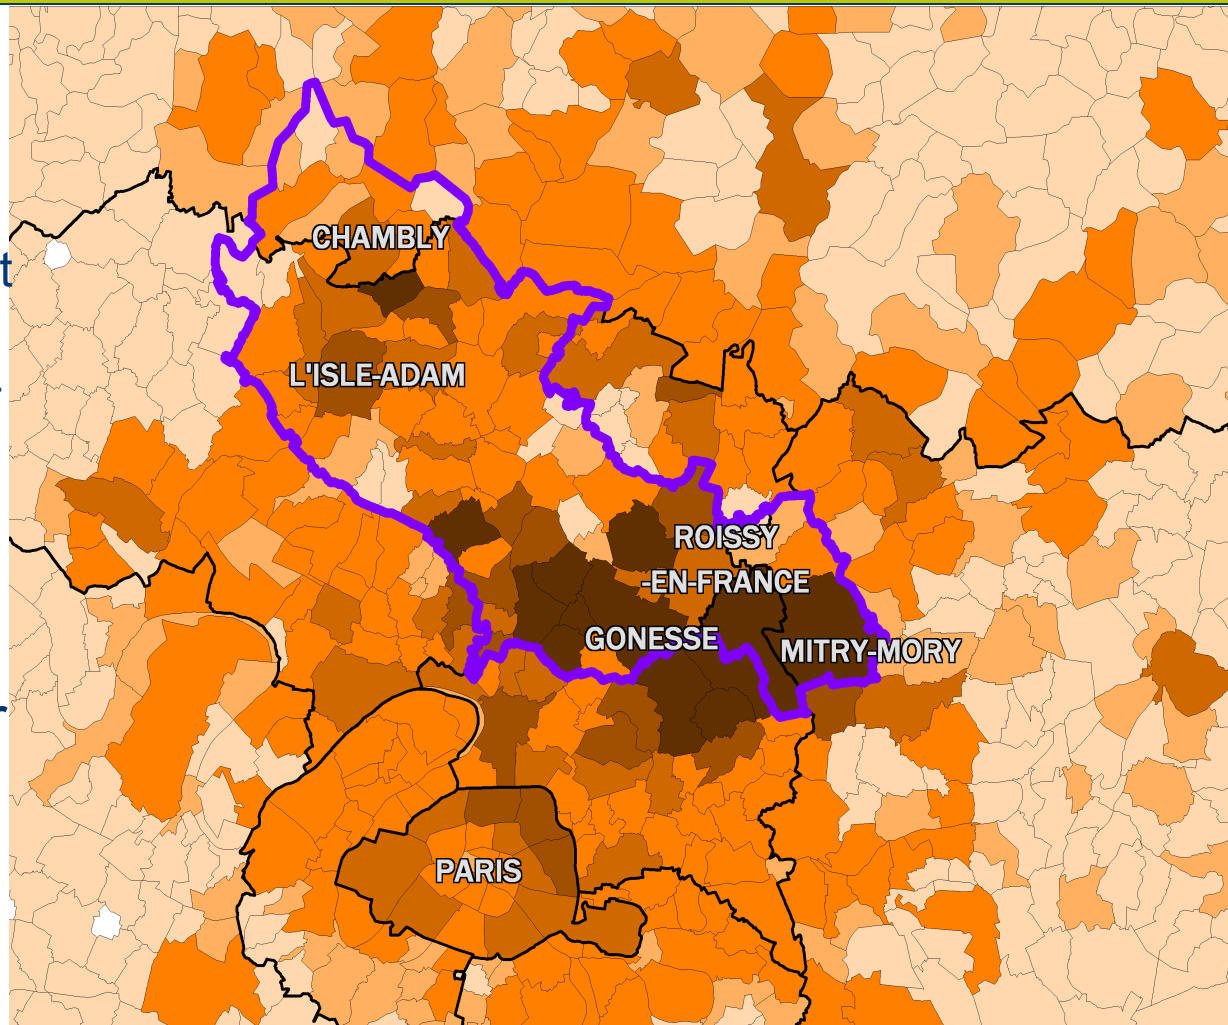 t
CHAMBLY
L'ISLE-ADAM
ROISSY
-EN-FRANCE
GONESSE
MITRY-MORY
PARIS